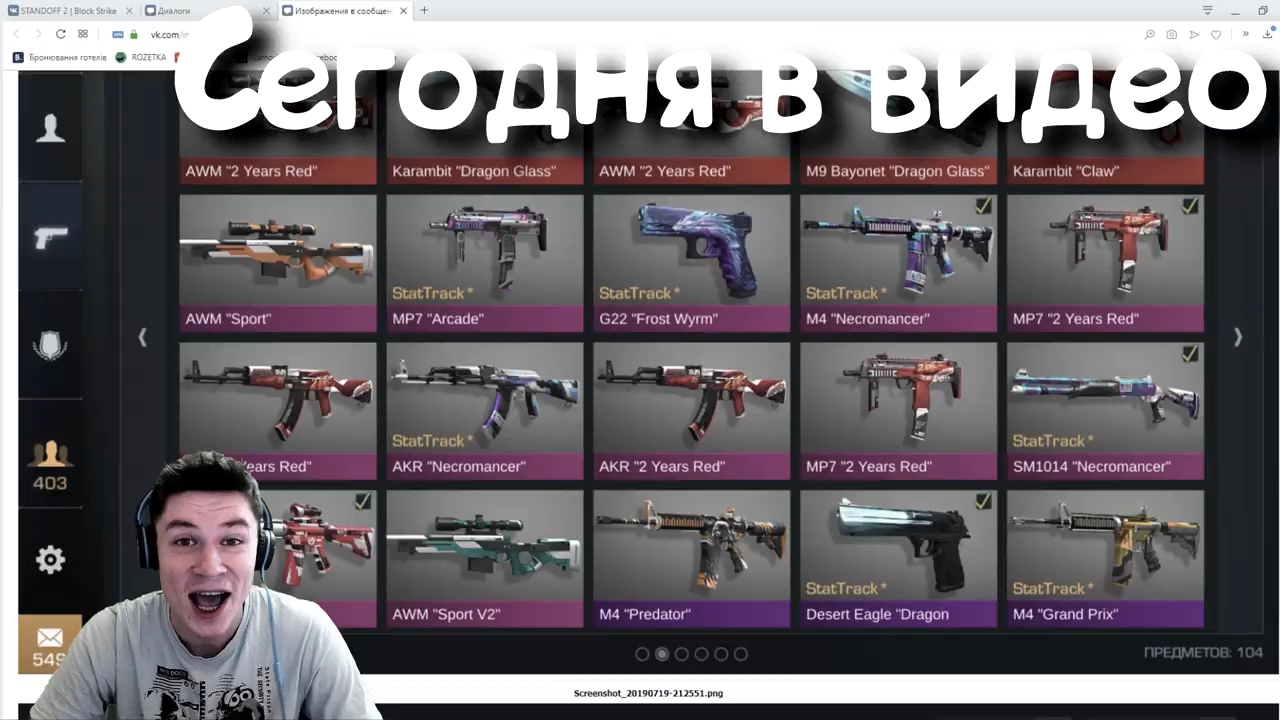 STANDOFF 2 | Block Strike
Диалоги
Изображения в сообщен
vk.com/ir
Бронювання готелів
ROZETKA
Сегодня в видео
AWM "2 Years Red"
Karambit "Dragon Glass"
AWM "2 Years Red"
M9 Bayonet "Dragon Glass"
Karambit "Claw"
StatTrack*
StatTrack*
StatTrack*
AWM "Sport"
MP7 "Arcade"
G22 "Frost Wyrm"
M4 "Necromancer"
MP7 "2 Years Red"
StatTrack*
StatTrack*
Years Red"
AKR "Necromancer"
AKR "2 Years Red"
MP7 "2 Years Red"
SM1014 "Necromancer"
403
StatTrack*
StatTrack*
AWM "Sport V2"
M4 "Predator"
Desert Eagle "Dragon
M4 "Grand Prix"
549
ПРЕДМЕТОВ: 104
Screenshot_20190719-212551.png